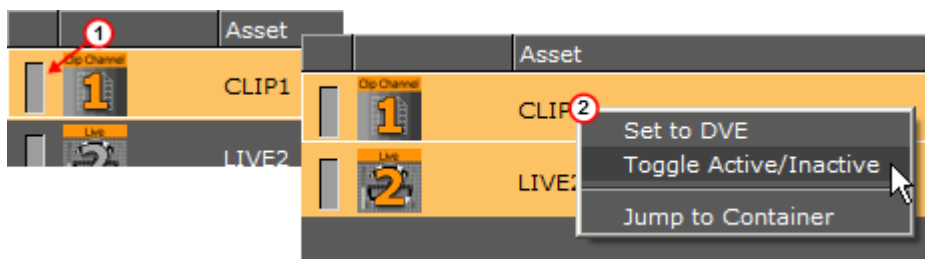 1
Asset
Clip Channel
1
CLIP1
Live
2
LIVE2
Asset
Clip Channel
1
CLIP
2
Live
2
LIVE2
Set to DVE
Toggle Active/Inactive
Jump to Container